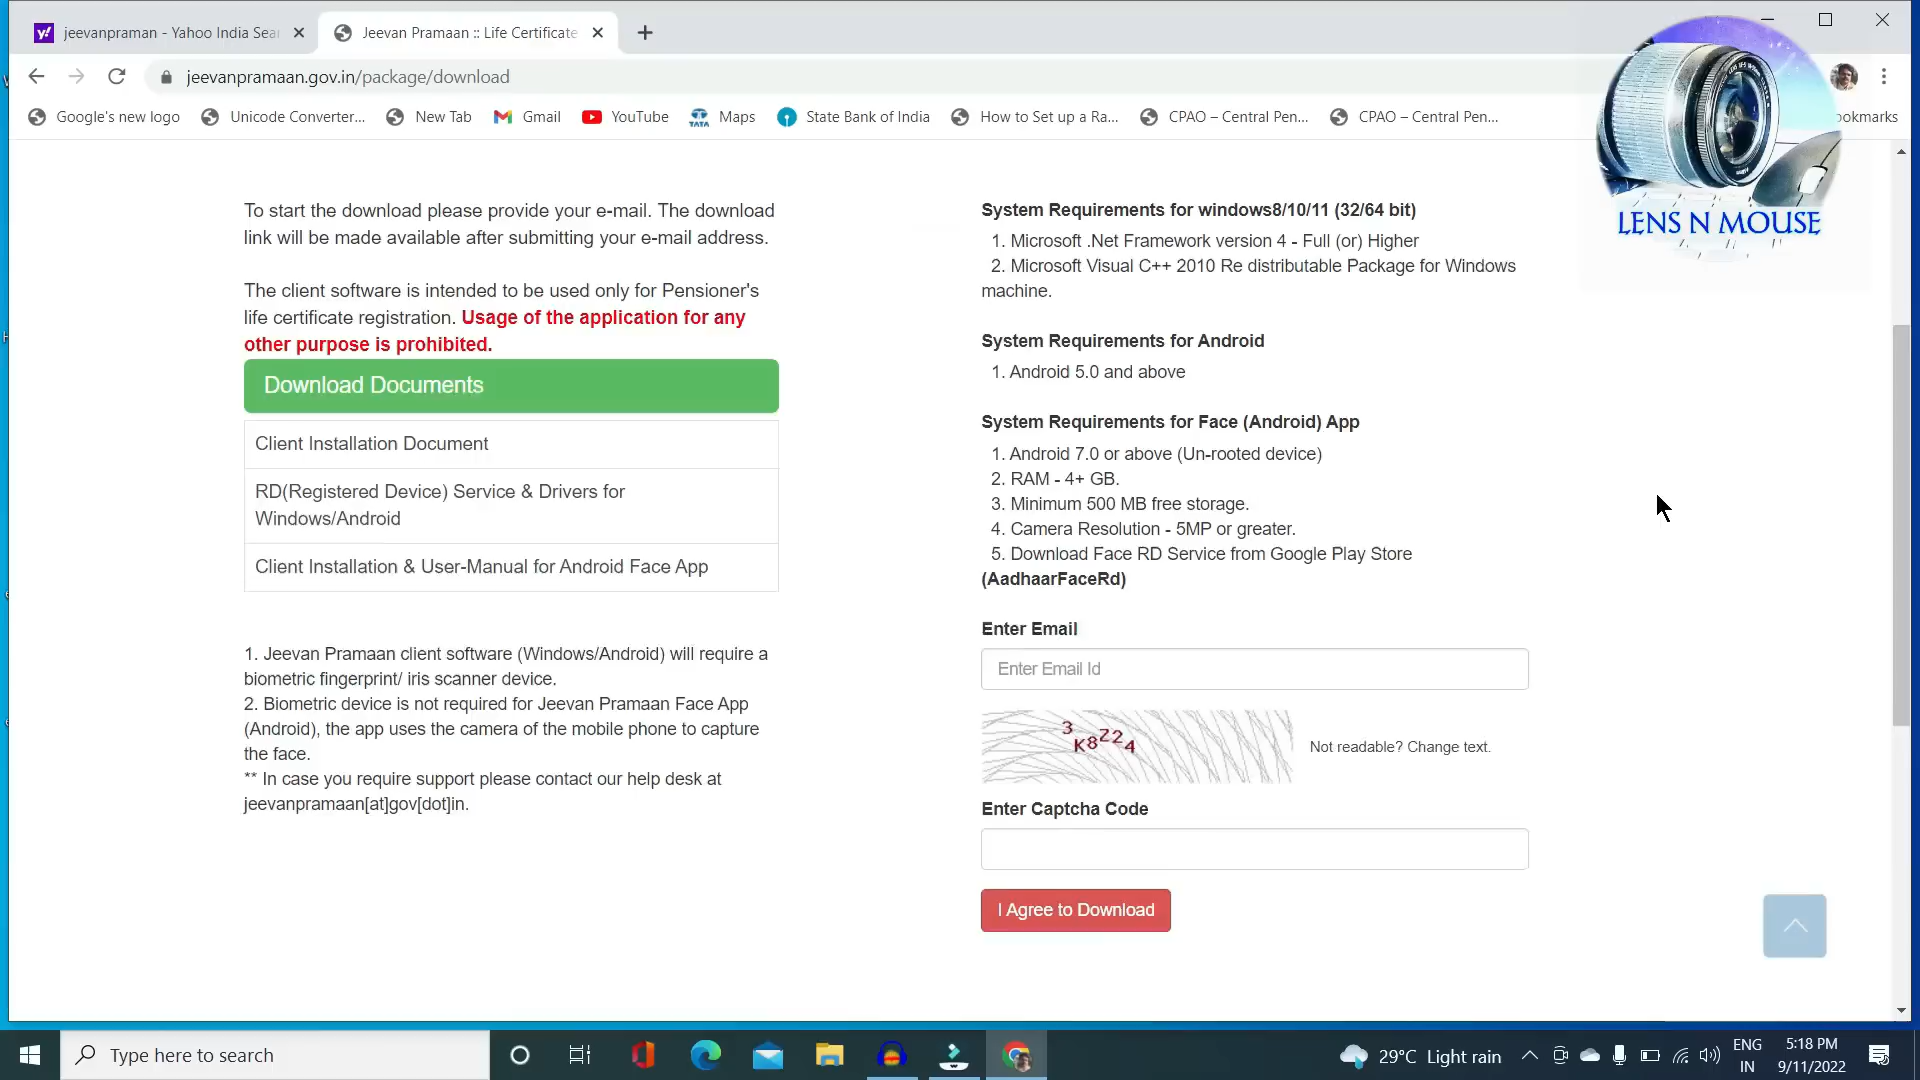 jeevanpraman - Yahoo India Sea
Jeevan Pramaan :: Life Certificate
jeevanpramaan.gov.in/package/download
Google's new logo
Unicode Converter...
New Tab
Gmail
YouTube
Maps
State Bank of India
How to Set up a Ra...
CPAO – Central Pen...
CPAO – Central Pen...
ookmarks
LENS N MOUSE
To start the download please provide your e-mail. The download
link will be made available after submitting your e-mail address.
The client software is intended to be used only for Pensioner's
life certificate registration. Usage of the application for any
other purpose is prohibited.
Download Documents
Client Installation Document
RD(Registered Device) Service & Drivers for
Windows/Android
Client Installation & User-Manual for Android Face App
1. Jeevan Pramaan client software (Windows/Android) will require a
biometric fingerprint/ iris scanner device.
2. Biometric device is not required for Jeevan Pramaan Face App
(Android), the app uses the camera of the mobile phone to capture
the face.
** In case you require support please contact our help desk at
jeevanpramaan[at]gov[dot]in.
System Requirements for windows8/10/11 (32/64 bit)
1. Microsoft .Net Framework version 4 - Full (or) Higher
2. Microsoft Visual C++ 2010 Re distributable Package for Windows
machine.
System Requirements for Android
1. Android 5.0 and above
System Requirements for Face (Android) App
1. Android 7.0 or above (Un-rooted device)
2. RAM - 4+ GB.
3. Minimum 500 MB free storage.
4. Camera Resolution - 5MP or greater.
5. Download Face RD Service from Google Play Store
(AadhaarFaceRd)
Enter Email
Enter Email Id
3K8Z24
Not readable? Change text.
Enter Captcha Code
I Agree to Download
Type here to search
29°C Light rain
ENG
IN
5:18 PM
9/11/2022